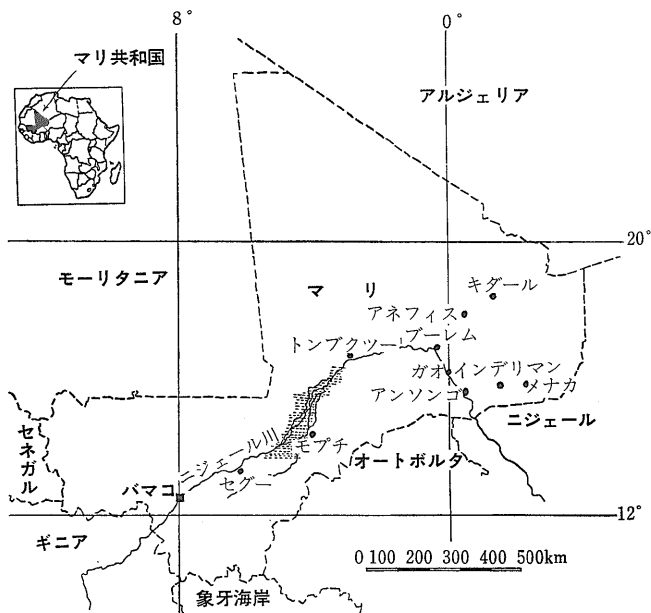 8°
0°
マリ共和国
アルジェリア
20°
モーリタニア
マリ
キダール
アネフィス
ブーレム
トンブクツー
ガオ
インデリマン
メナカ
アンソンゴ
ニジェール
セネガル
ニジェール川
モプチ
オートボルタ
セグー
バマコ
12°
ギニア
0 100 200 300 400 500km
象牙海岸